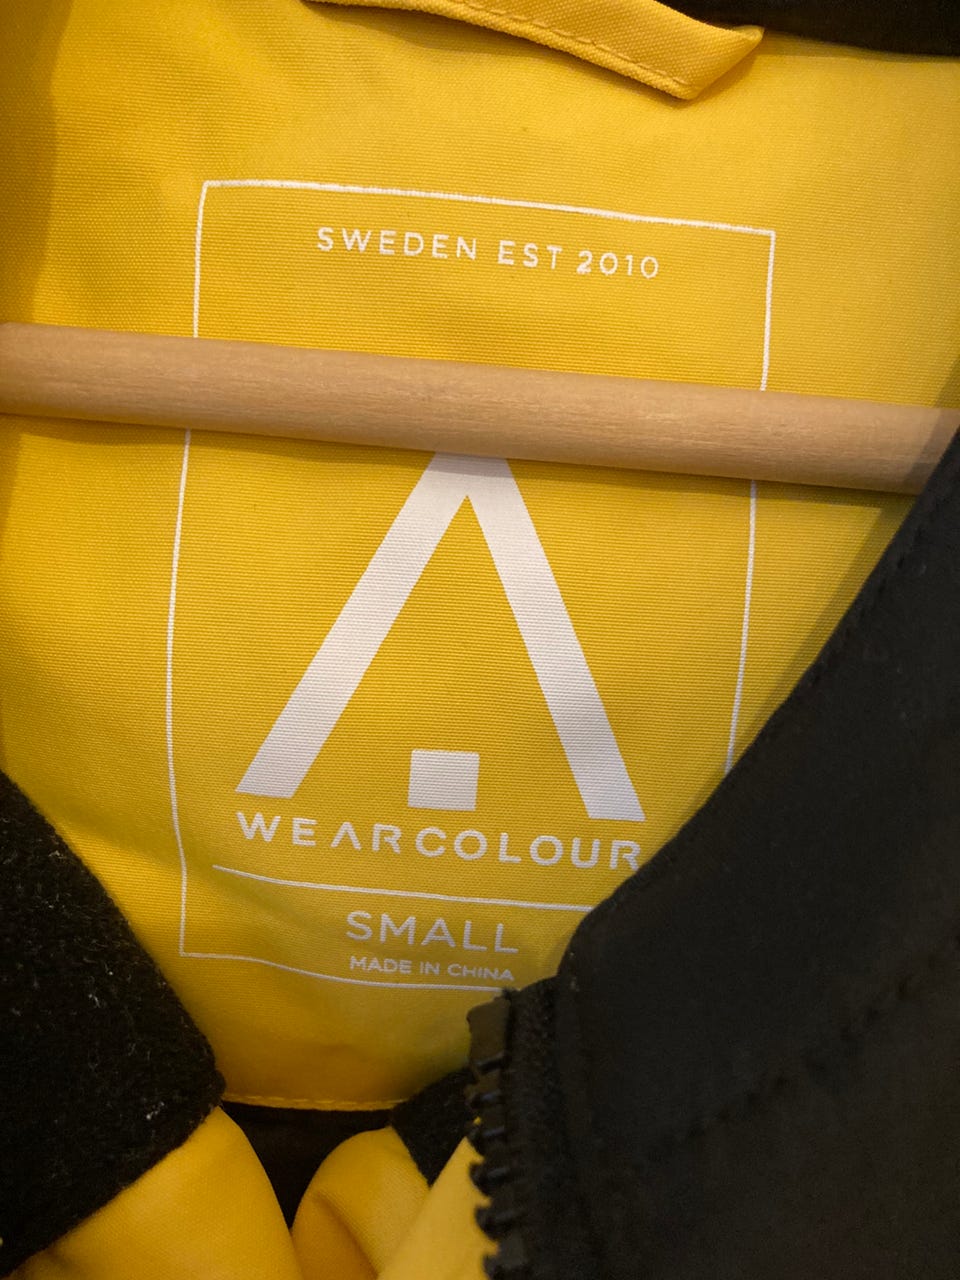 SWEDEN EST 2010
WEARCOLOUR
SMALL
MADE IN CHINA